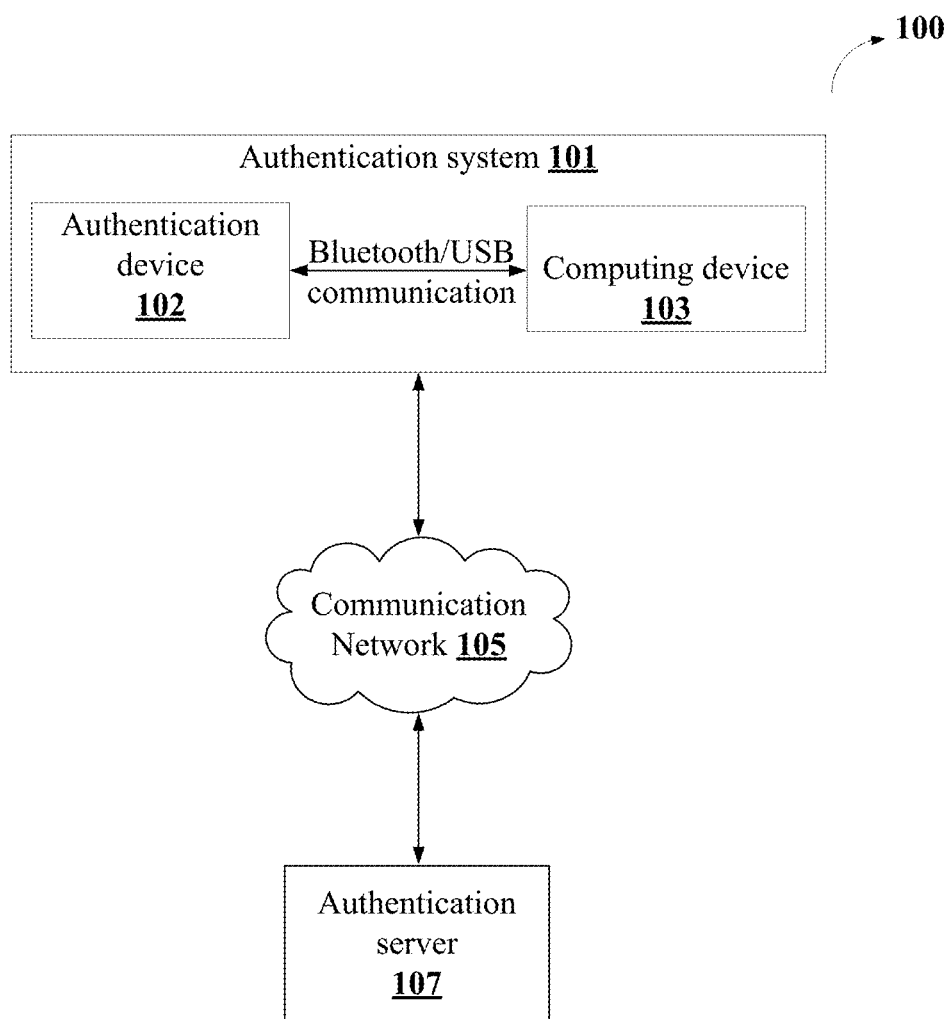 100
Authentication system 101
Authentication
device
102
Bluetooth/USB
communication
Computing device
103
Communication
Network 105
Authentication
server
107